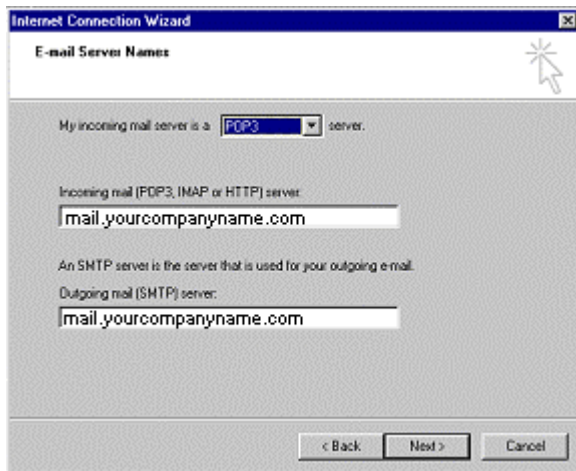 Internet Connection Wizard
E-mail Server Names
My incoming mail server is a POP3 server.
Incoming mail (POP3, IMAP or HTTP) server:
mail.yourcompanyname.com
An SMTP server is the server that is used for your outgoing e-mail.
Outgoing mail (SMTP) server:
mail.yourcompanyname.com
< Back Next > Cancel